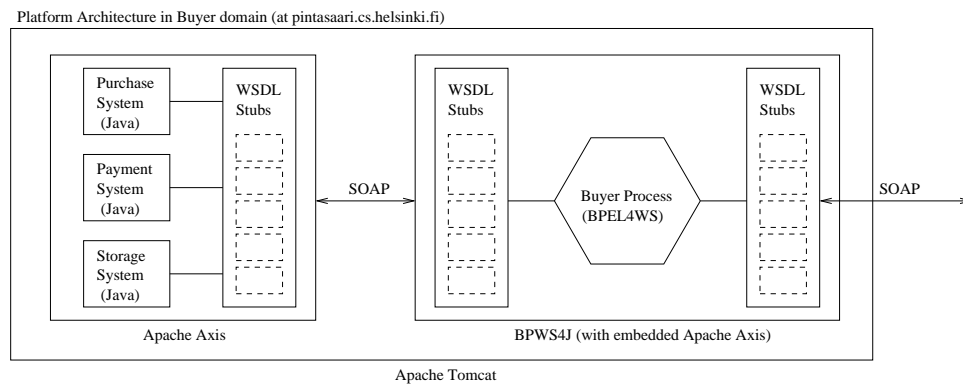 Platform Architecture in Buyer domain (at pintasaari.cs.helsinki.fi)
Purchase
System
(Java)
Payment
System
(Java)
Storage
System
(Java)
WSDL
Stubs
Apache Axis
SOAP
WSDL
Stubs
Buyer Process
(BPEL4WS)
WSDL
Stubs
BPWS4J (with embedded Apache Axis)
SOAP
Apache Tomcat